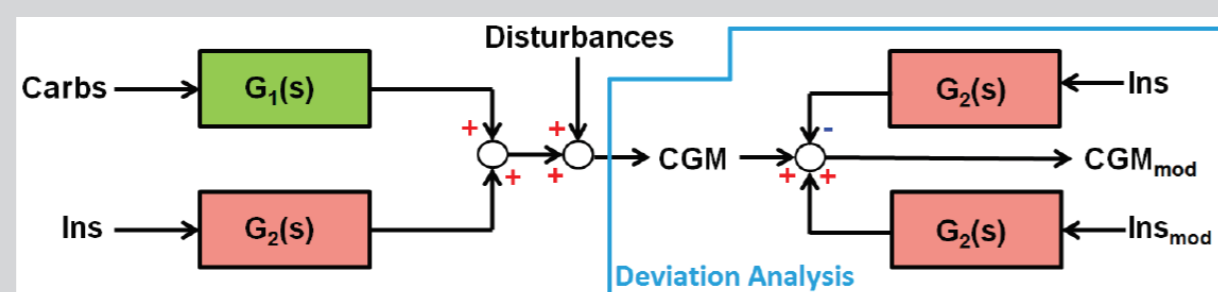 Disturbances
Carbs
G₁(s)
+
+
+
+
Ins
G₂(s)
CGM
G₂(s)
Ins
-
+
+
CGMmod
G₂(s)
Insmod
Deviation Analysis